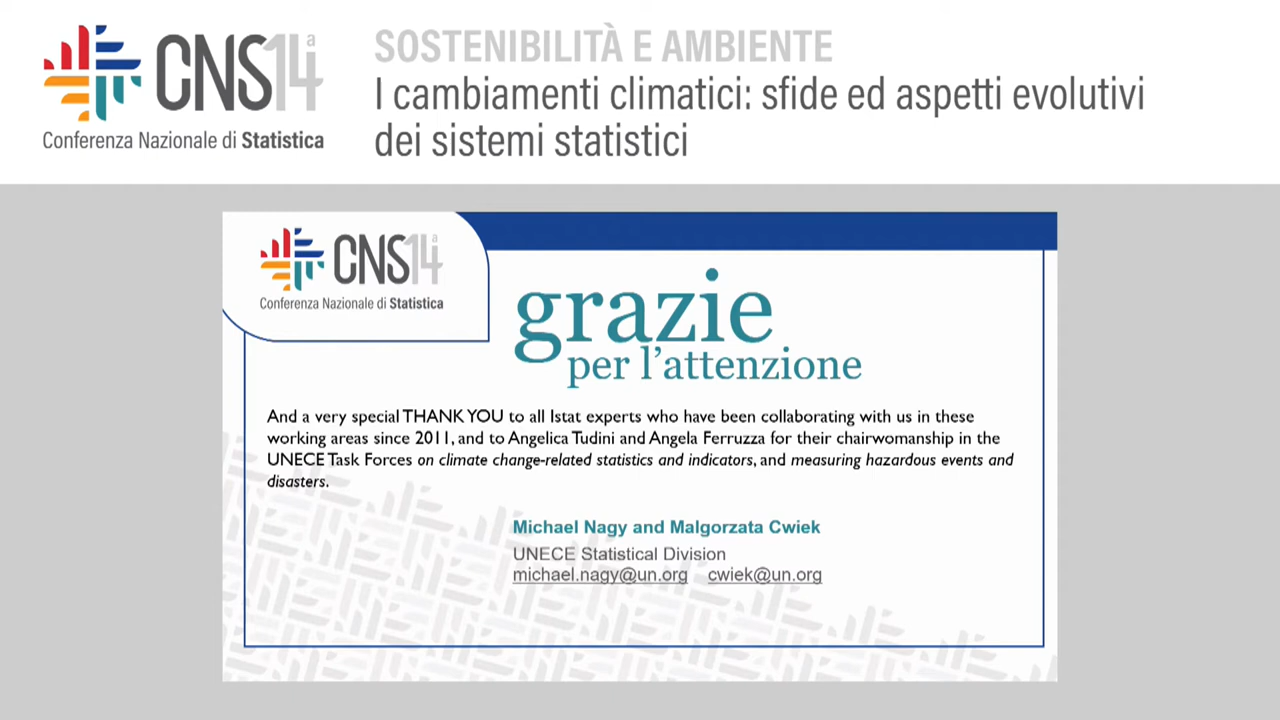 CNS14ª
Conferenza Nazionale di Statistica
SOSTENIBILITÀ E AMBIENTE
I cambiamenti climatici: sfide ed aspetti evolutivi
dei sistemi statistici
CNS14ª
Conferenza Nazionale di Statistica
grazie
per l’attenzione
And a very special THANK YOU to all Istat experts who have been collaborating with us in these
working areas since 2011, and to Angelica Tudini and Angela Ferruzza for their chairwomanship in the
UNECE Task Forces on climate change-related statistics and indicators, and measuring hazardous events and
disasters.
Michael Nagy and Malgorzata Cwiek
UNECE Statistical Division
michael.nagy@un.org cwiek@un.org